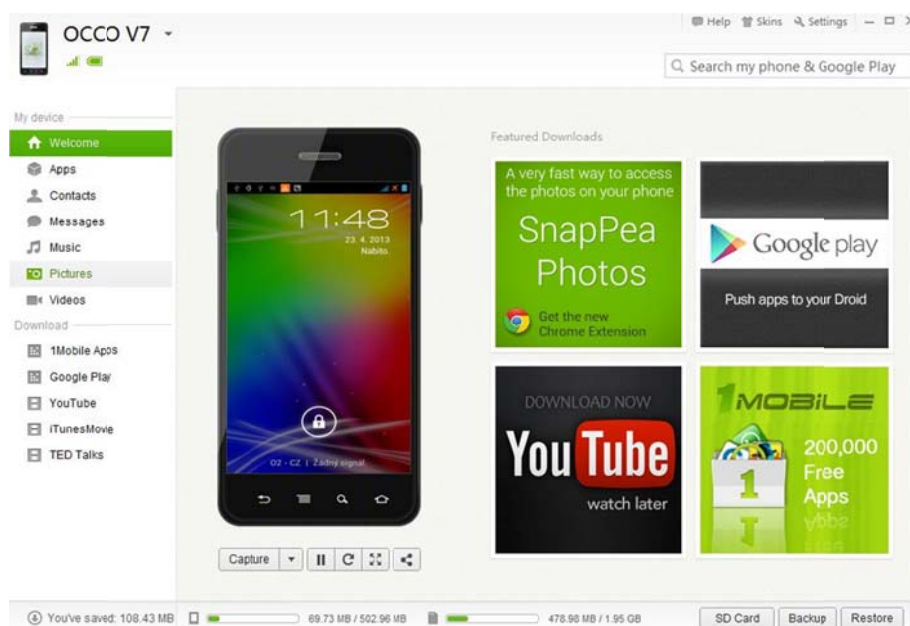 OCCO V7
Help Skins Settings
Search my phone & Google Play
My device
Welcome
Apps
Contacts
Messages
Music
Pictures
Videos
Download
1Mobile Apps
Google Play
YouTube
iTunesMovie
TED Talks
11:48
23. 4. 2013
Nabito.
O2 - CZ | Žádný signál.
Capture
Featured Downloads
A very fast way to access
the photos on your phone
SnapPea
Photos
Get the new
Chrome Extension
Google play
Push apps to your Droid
DOWNLOAD NOW
You Tube
watch later
1MOBILE
200,000
Free
Apps
1
You've saved: 108.43 MB
69.73 MB / 502.96 MB
478.98 MB / 1.95 GB
SD Card
Backup
Restore